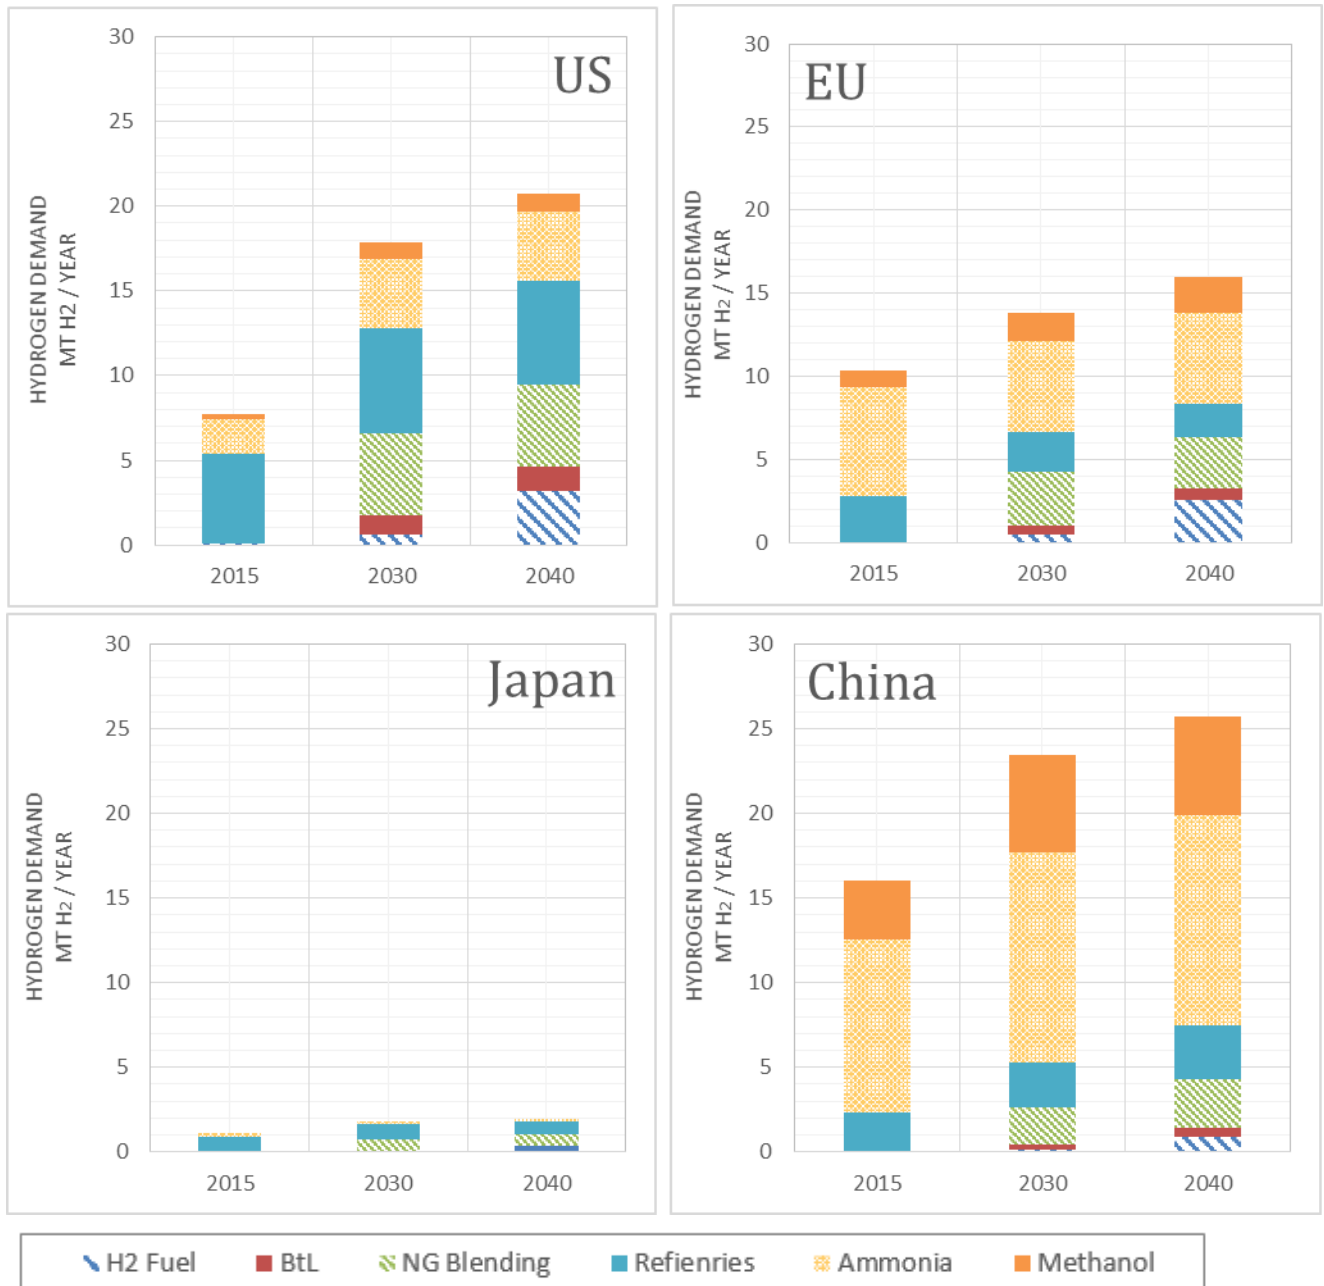 US
HYDROGEN DEMAND
MT H2 / YEAR
30
25
20
15
10
5
0
2015 2030 2040
EU
HYDROGEN DEMAND
MT H2 / YEAR
30
25
20
15
10
5
0
2015 2030 2040
Japan
HYDROGEN DEMAND
MT H2 / YEAR
30
25
20
15
10
5
0
2015 2030 2040
China
HYDROGEN DEMAND
MT H2 / YEAR
30
25
20
15
10
5
0
2015 2030 2040
H2 Fuel BtL NG Blending Refienries Ammonia Methanol